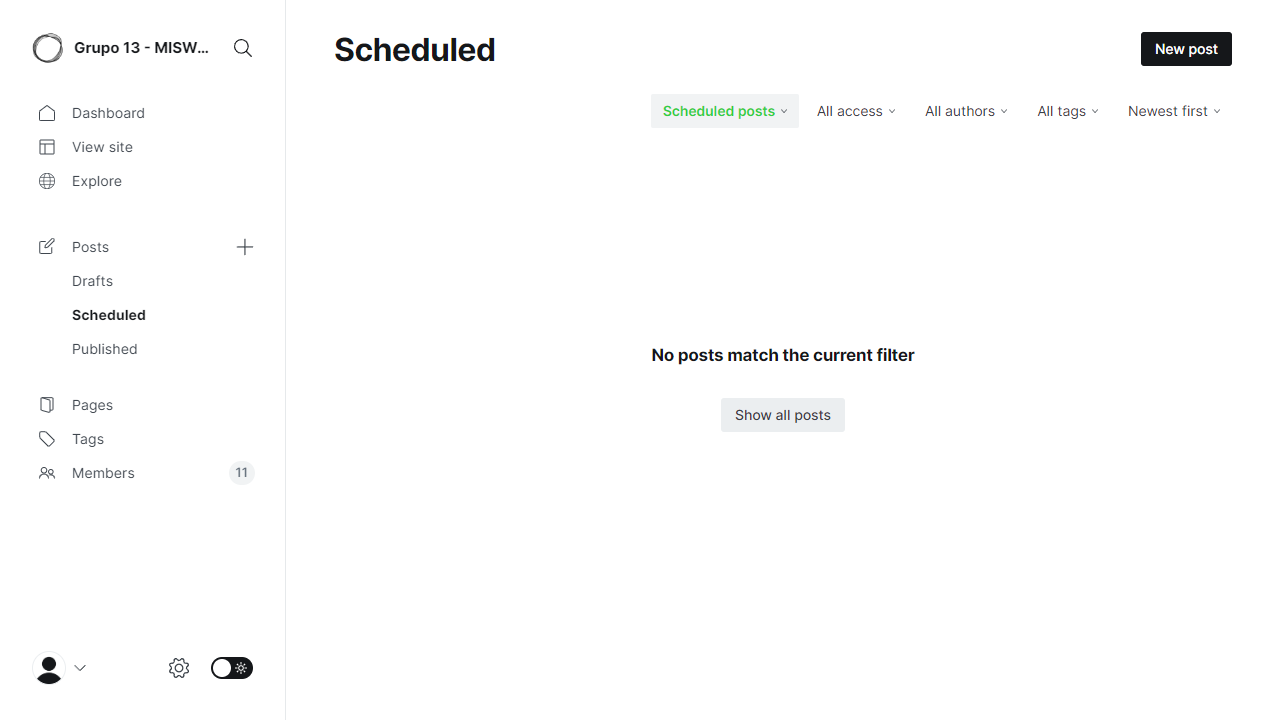 Grupo 13 - MISW...
Dashboard
View site
Explore
Posts
Drafts
Scheduled
Published
Pages
Tags
Members
11
Scheduled
New post
Scheduled posts
All access
All authors
All tags
Newest first
No posts match the current filter
Show all posts